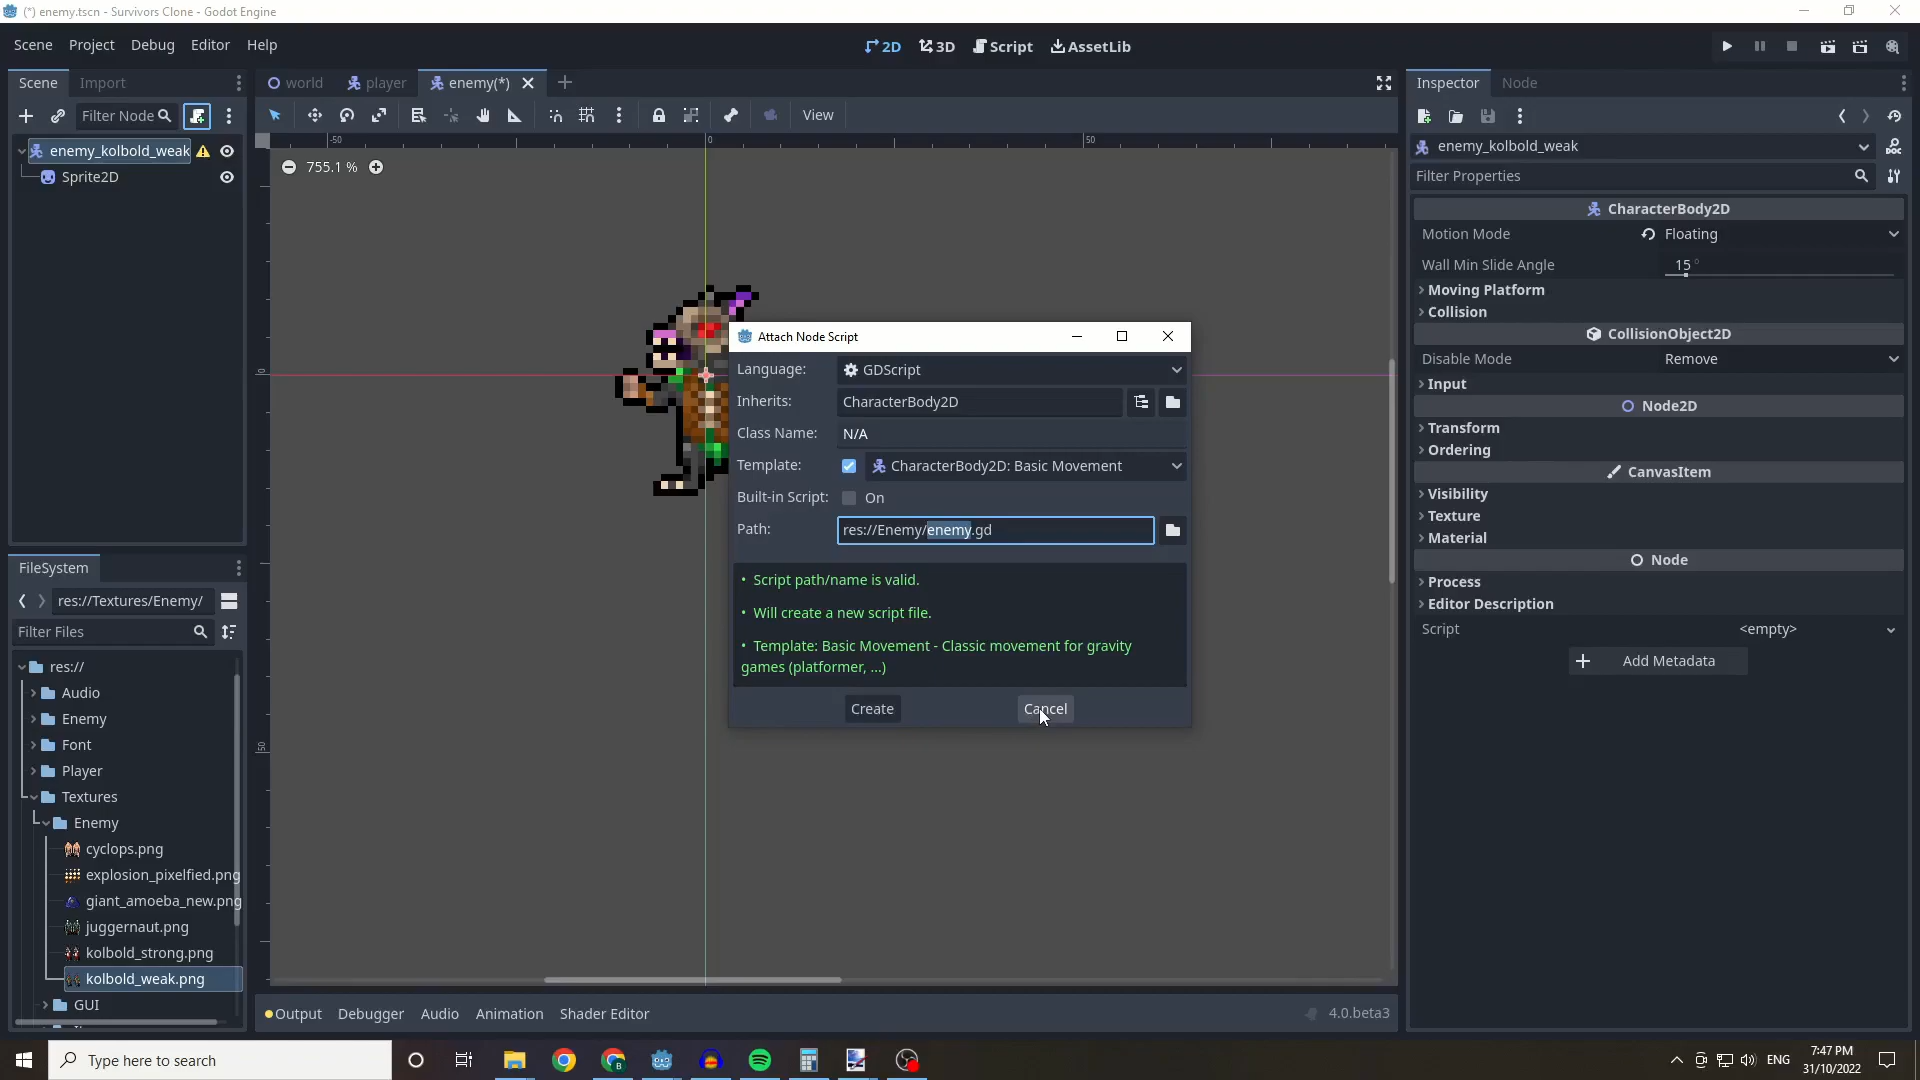 (*) enemy.tscn - Survivors Clone - Godot Engine
Scene Project Debug Editor Help
2D 3D Script AssetLib
Scene Import
world player enemy(*)
Inspector Node
Filter Node
View
enemy_kolbold_weak
Sprite2D
-50 0 50
755.1 %
0
50
enemy_kolbold_weak
Filter Properties
CharacterBody2D
Motion Mode Floating
Wall Min Slide Angle 15 °
Moving Platform
Collision
CollisionObject2D
Disable Mode Remove
Input
Node2D
Transform
Ordering
CanvasItem
Visibility
Texture
Material
Node
Process
Editor Description
Script <empty>
Add Metadata
Attach Node Script
Language: GDScript
Inherits: CharacterBody2D
Class Name: N/A
Template: CharacterBody2D: Basic Movement
Built-in Script: On
Path: res://Enemy/enemy.gd
• Script path/name is valid.
• Will create a new script file.
• Template: Basic Movement - Classic movement for gravity
games (platformer, ...)
Create Cancel
FileSystem
res://Textures/Enemy/
Filter Files
res://
Audio
Enemy
Font
Player
Textures
Enemy
cyclops.png
explosion_pixelfied.png
giant_amoeba_new.png
juggernaut.png
kolbold_strong.png
kolbold_weak.png
GUI
Output Debugger Audio Animation Shader Editor 4.0.beta3
Type here to search
ENG
7:47 PM
31/10/2022